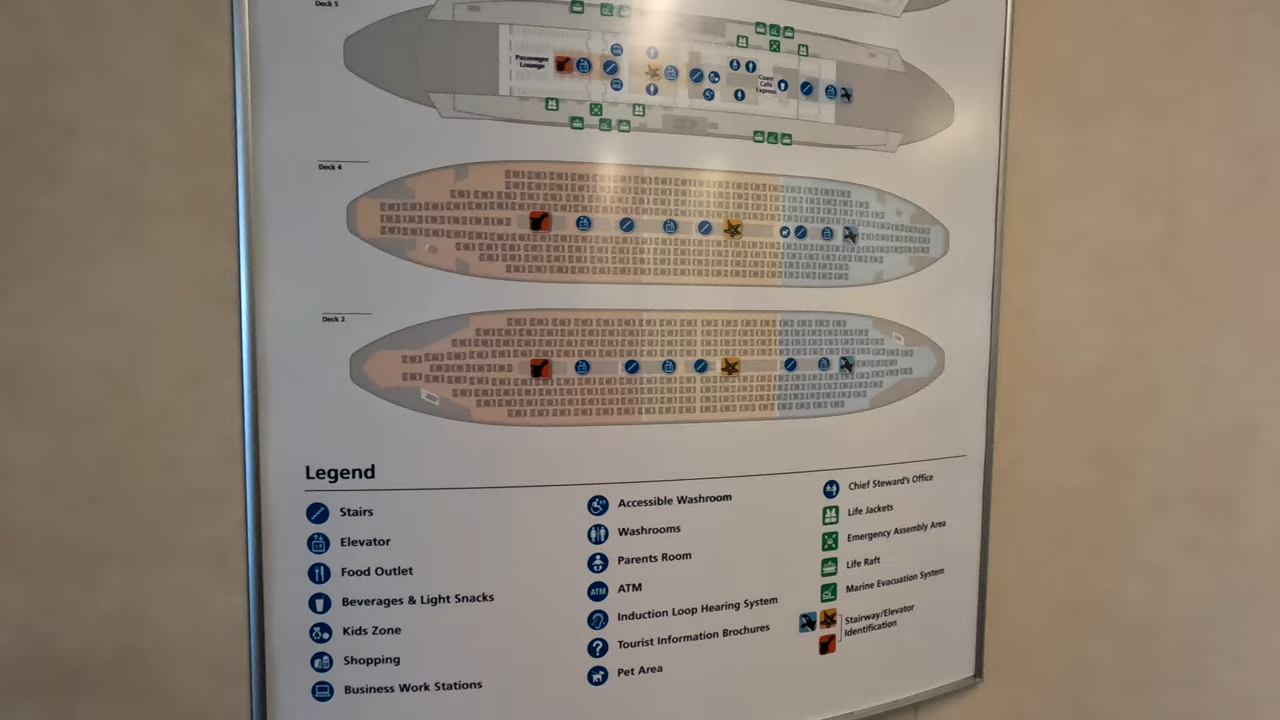 Deck 5
Passenger
Lounge
Coast
Cafe
Express
Deck 4
Deck 2
Legend
Stairs
Elevator
Food Outlet
Beverages & Light Snacks
Kids Zone
Shopping
Business Work Stations
Accessible Washroom
Washrooms
Parents Room
ATM
ATM
Induction Loop Hearing System
Tourist Information Brochures
?
Pet Area
Chief Steward's Office
Life Jackets
Emergency Assembly Area
Life Raft
Marine Evacuation System
Stairway/Elevator
Identification